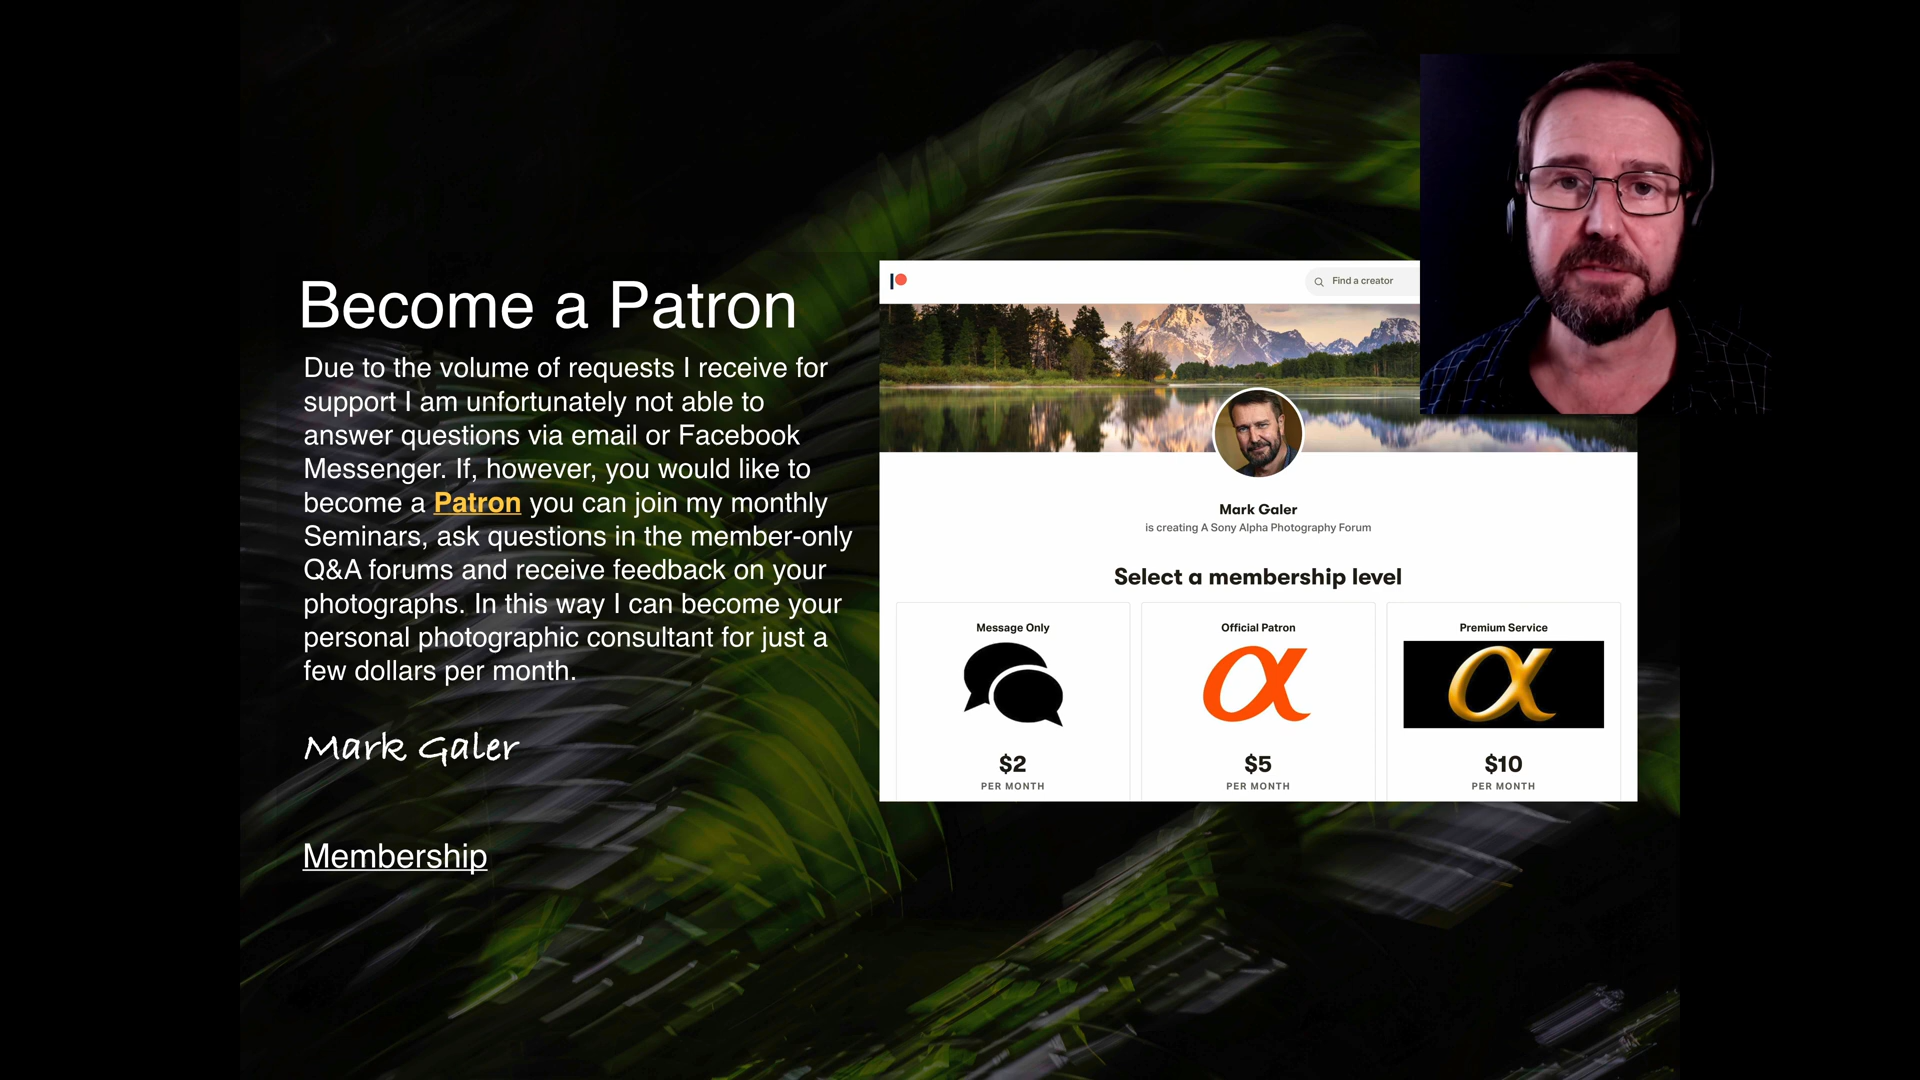 Become a Patron
Due to the volume of requests I receive for
support I am unfortunately not able to
answer questions via email or Facebook
Messenger. If, however, you would like to
become a Patron you can join my monthly
Seminars, ask questions in the member-only
Q&A forums and receive feedback on your
photographs. In this way I can become your
personal photographic consultant for just a
few dollars per month.
Mark Galer
Membership
Find a creator
Mark Galer
is creating A Sony Alpha Photography Forum
Select a membership level
Message Only
$2
PER MONTH
Official Patron
α
$5
PER MONTH
Premium Service
α
$10
PER MONTH